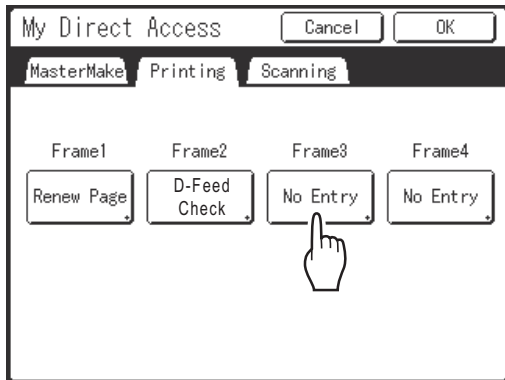 My Direct Access Cancel OK
MasterMake Printing Scanning
Frame1 Frame2 Frame3 Frame4
Renew Page D-Feed Check No Entry No Entry